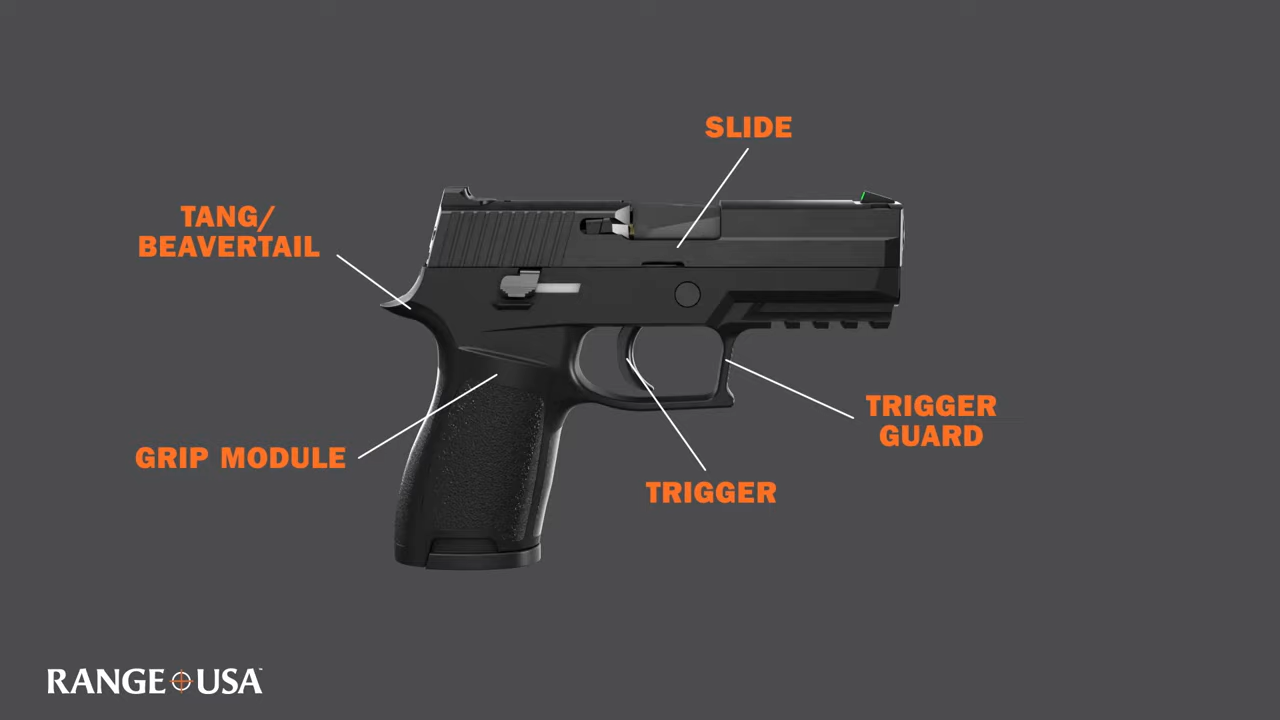 SLIDE
TANG/
BEAVERTAIL
TRIGGER
GUARD
GRIP MODULE
TRIGGER
RANGE USA